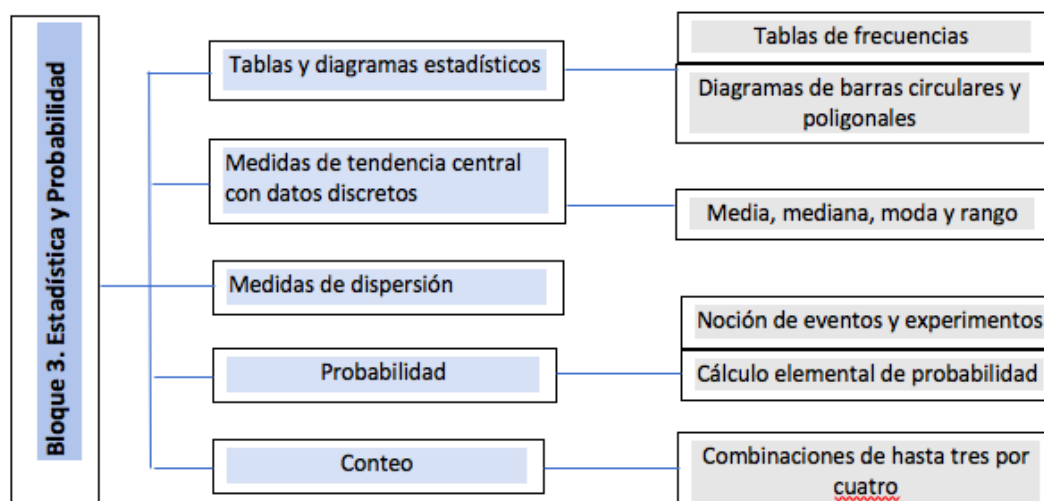 Bloque 3. Estadística y Probabilidad
Tablas y diagramas estadísticos
Tablas de frecuencias
Diagramas de barras circulares y
poligonales
Medidas de tendencia central
con datos discretos
Media, mediana, moda y rango
Medidas de dispersión
Probabilidad
Noción de eventos y experimentos
Cálculo elemental de probabilidad
Conteo
Combinaciones de hasta tres por
cuatro